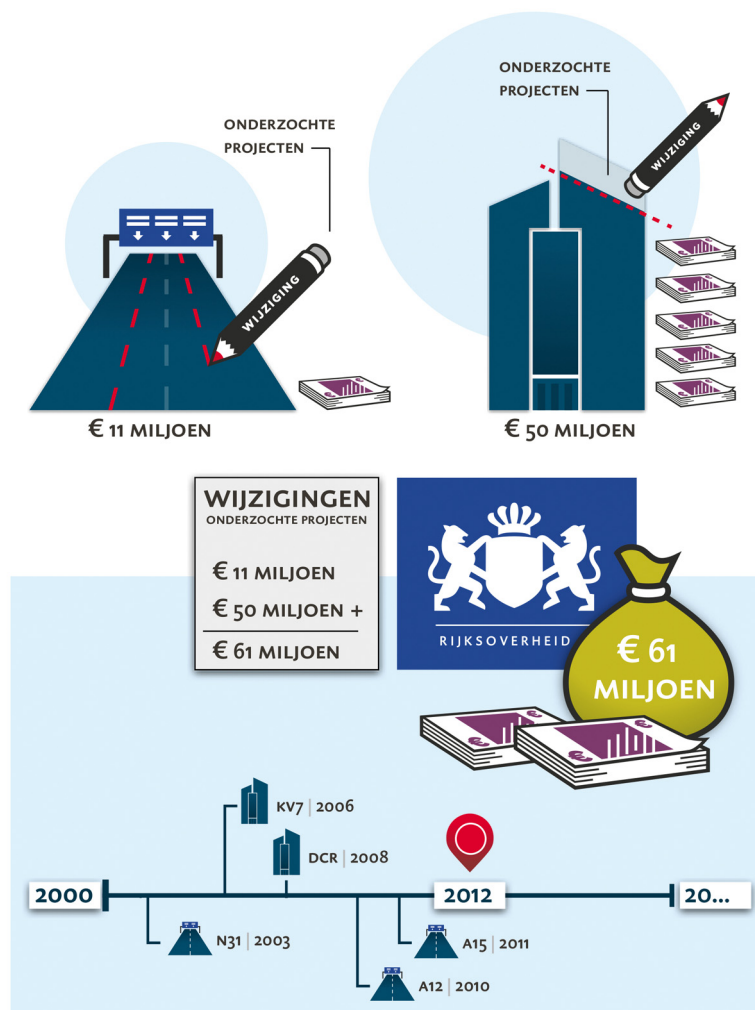 ONDERZOCHTE
PROJECTEN
WIJZIGING
€ 11 MILJOEN
ONDERZOCHTE
PROJECTEN
WIJZIGING
€ 50 MILJOEN
WIJZIGINGEN
ONDERZOCHTE PROJECTEN
€ 11 MILJOEN
€ 50 MILJOEN +
€ 61 MILJOEN
RIJKSOVERHEID
€ 61
MILJOEN
KV7 | 2006
DCR | 2008
2000
2012
20...
N31 | 2003
A15 | 2011
A12 | 2010